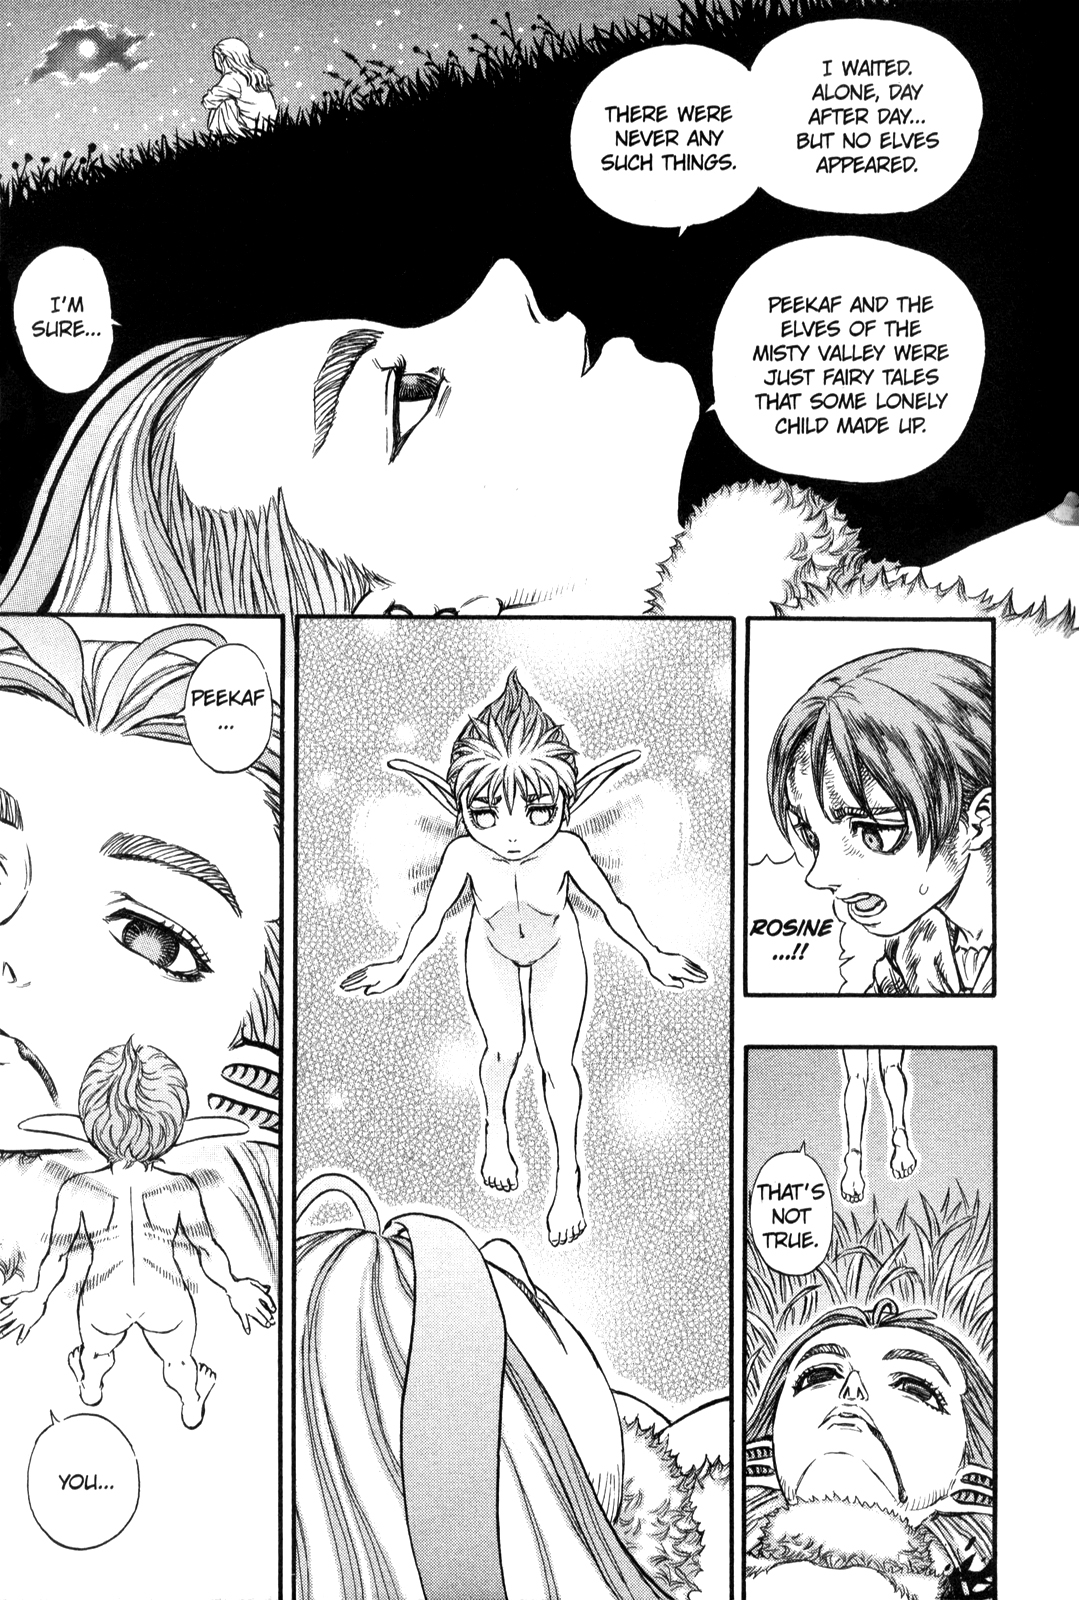 I WAITED.
ALONE, DAY
AFTER DAY...
BUT NO ELVES
APPEARED.
THERE WERE
NEVER ANY
SUCH THINGS.
PEEKAF AND THE
ELVES OF THE
MISTY VALLEY WERE
JUST FAIRY TALES
THAT SOME LONELY
CHILD MADE UP.
I'M
SURE...
ROSINE
...!!
THAT'S
NOT
TRUE.
PEEKAF
...
YOU...